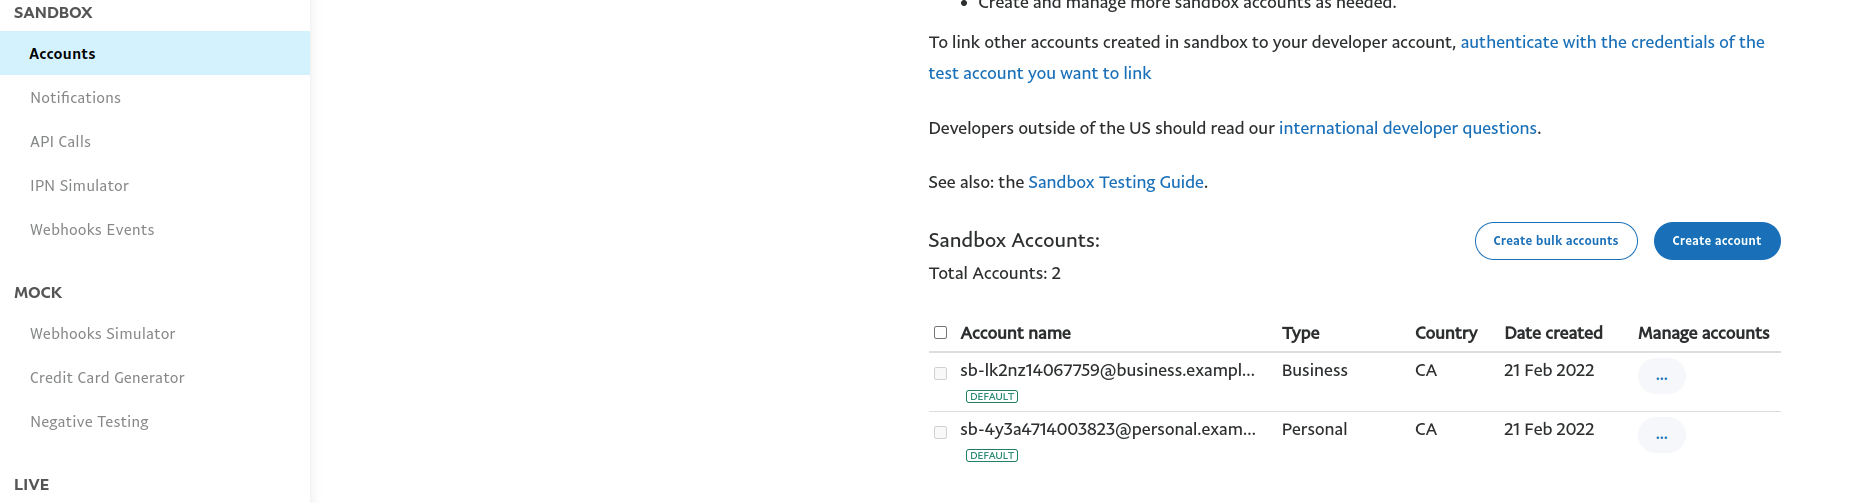 SANDBOX
Accounts
Notifications
API Calls
IPN Simulator
Webhooks Events
MOCK
Webhooks Simulator
Credit Card Generator
Negative Testing
LIVE
Create and manage more sandbox accounts as needed.
To link other accounts created in sandbox to your developer account, authenticate with the credentials of the
test account you want to link
Developers outside of the US should read our international developer questions.
See also: the Sandbox Testing Guide.
Sandbox Accounts:
Create bulk accounts
Create account
Total Accounts: 2
Account name Type Country Date created Manage accounts
sb-lk2nz14067759@business.exampl... Business CA 21 Feb 2022 ...
DEFAULT
sb-4y3a4714003823@personal.exam... Personal CA 21 Feb 2022 ...
DEFAULT